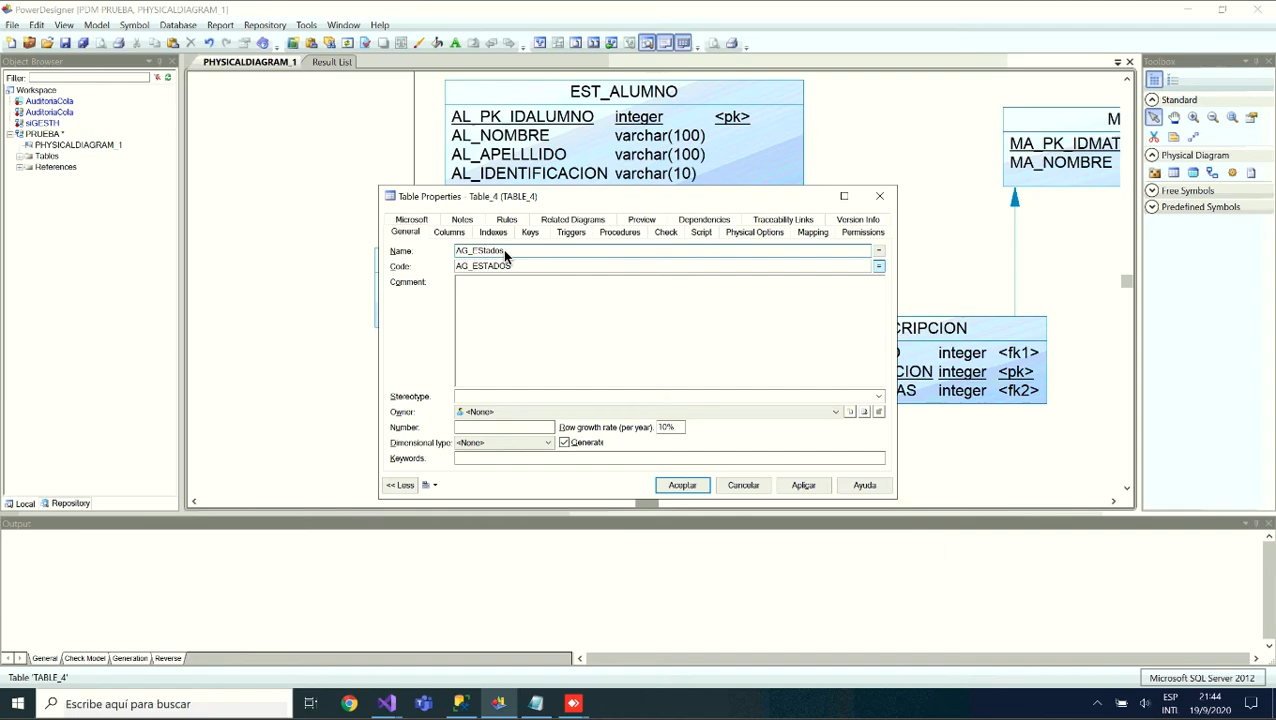 PowerDesigner - [PDM PRUEBA, PHYSICALDIAGRAM_1]
File Edit View Model Symbol Database Report Repository Tools Window Help
Object Browser
PHYSICALDIAGRAM_1 Result List
Toolbox
Filter:
Workspace
AuditoriaCola
AuditoriaCola
siGESTH
PRUEBA *
PHYSICALDIAGRAM_1
Tables
References
Local Repository
EST_ALUMNO
AL_PK_IDALUMNO integer <pk>
AL_NOMBRE varchar(100)
AL_APELLLIDO varchar(100)
AL_IDENTIFICACION varchar(10)
M
MA_PK_IDMAT
MA_NOMBRE
CRIPCION
O integer <fk1>
CION integer <pk>
AS integer <fk2>
Standard
Physical Diagram
Free Symbols
Predefined Symbols
Table Properties - Table_4 (TABLE_4)
Microsoft Notes Rules Related Diagrams Preview Dependencies Traceability Links Version Info
General Columns Indexes Keys Triggers Procedures Check Script Physical Options Mapping Permissions
Name: AG_EStados
Code: AG_ESTADOS
Comment:
Stereotype:
Owner: <None>
Number: Row growth rate (per year): 10%
Dimensional type: <None> Generate
Keywords:
<< Less Aceptar Cancelar Aplicar Ayuda
Output
General Check Model Generation Reverse
Table 'TABLE_4' Microsoft SQL Server 2012
Escribe aquí para buscar
ESP
INTL
21:44
19/9/2020